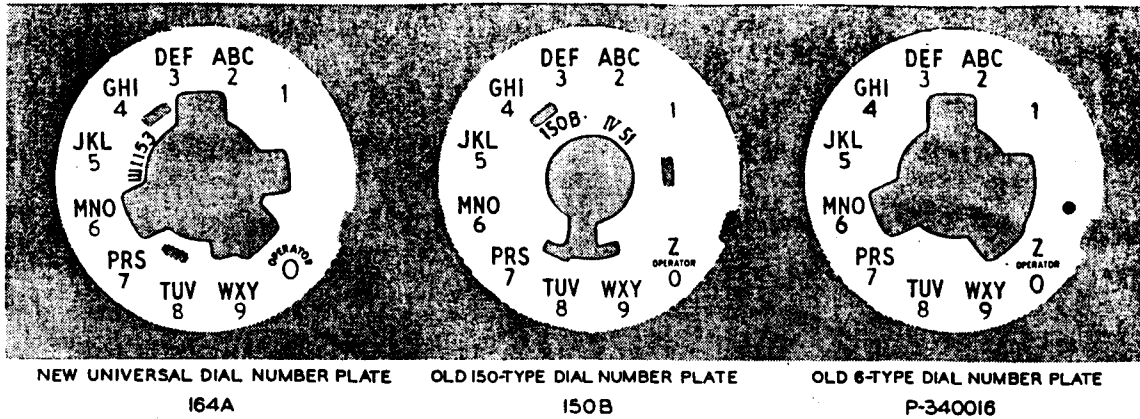 DEF ABC
3 2
GHI
4 1
JKL
5
III 53
MNO
6
PRS
7
TUV WXY
8 9
OPERATOR
0
DEF ABC
3 2
GHI
4 1
150B. IV 51
JKL
5
MNO
6
PRS
7
TUV WXY
8 9
Z
OPERATOR
0
DEF ABC
3 2
GHI
4 1
JKL
5
MNO
6
PRS
7
TUV WXY
8 9
Z
OPERATOR
0
NEW UNIVERSAL DIAL NUMBER PLATE
164A
OLD 150-TYPE DIAL NUMBER PLATE
150B
OLD 6-TYPE DIAL NUMBER PLATE
P-340016